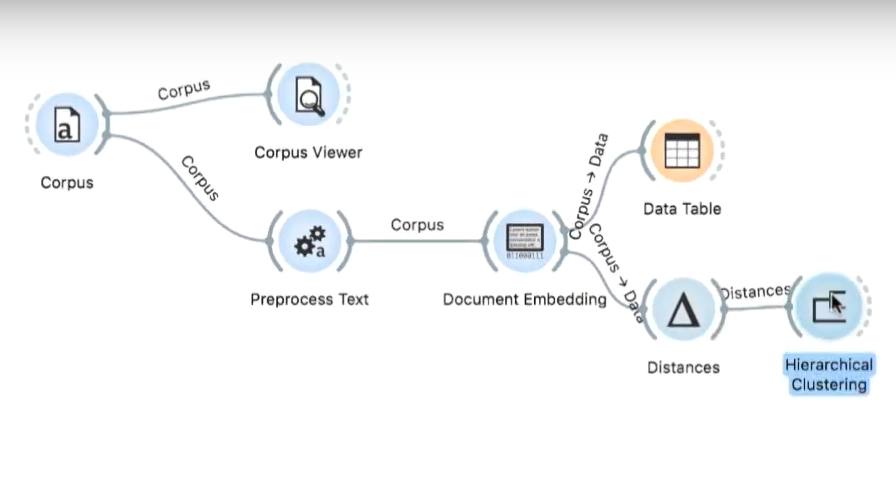 Corpus
Corpus Viewer
Corpus
a
Corpus
Corpus
a
Preprocess Text
Corpus
Document Embedding
Corpus → Data
Data Table
Corpus → Data
Δ
Distances
Distances
Hierarchical
Clustering